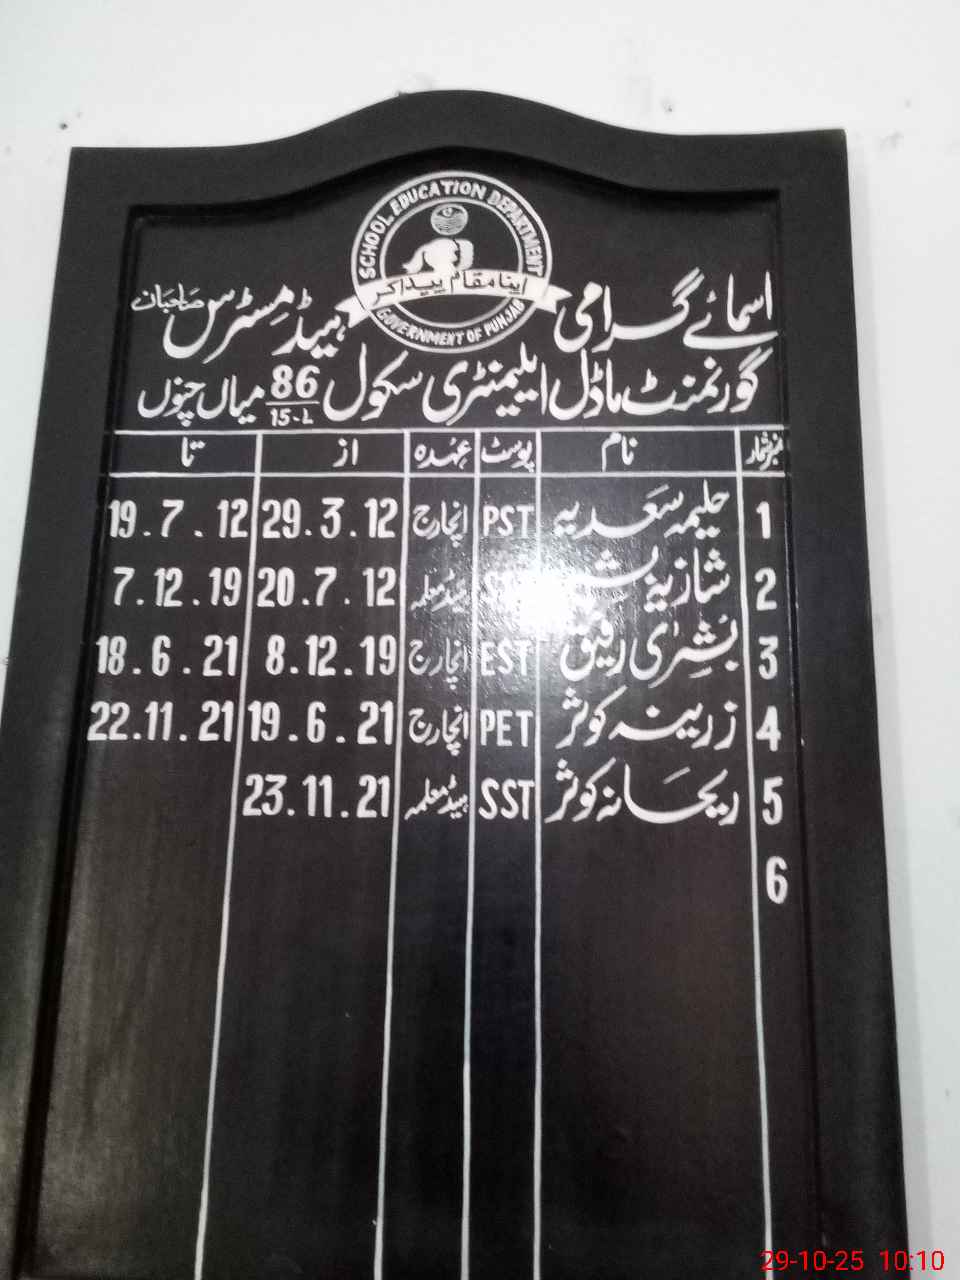 SCHOOL EDUCATION DEPARTMENT
اپنا مقام پیدا کر
GOVERNMENT OF PUNJAB
اسمائے گرامی ہیڈ مسٹرس صاحبان
گورنمنٹ ماڈل ایلیمنٹری سکول 86/15-L میاں چنوں
نمبر شمار نام پوسٹ عہدہ از تا
1 حلیمہ سعدیہ PST انچارج 29.3.12 19.7.12
2 شازیہ ہیڈ معلمہ 20.7.12 7.12.19
3 بشریٰ رفیق EST انچارج 8.12.19 18.6.21
4 زرینہ کوثر PET انچارج 19.6.21 22.11.21
5 ریحانہ کوثر SST ہیڈ معلمہ 23.11.21
6
29-10-25 10:10